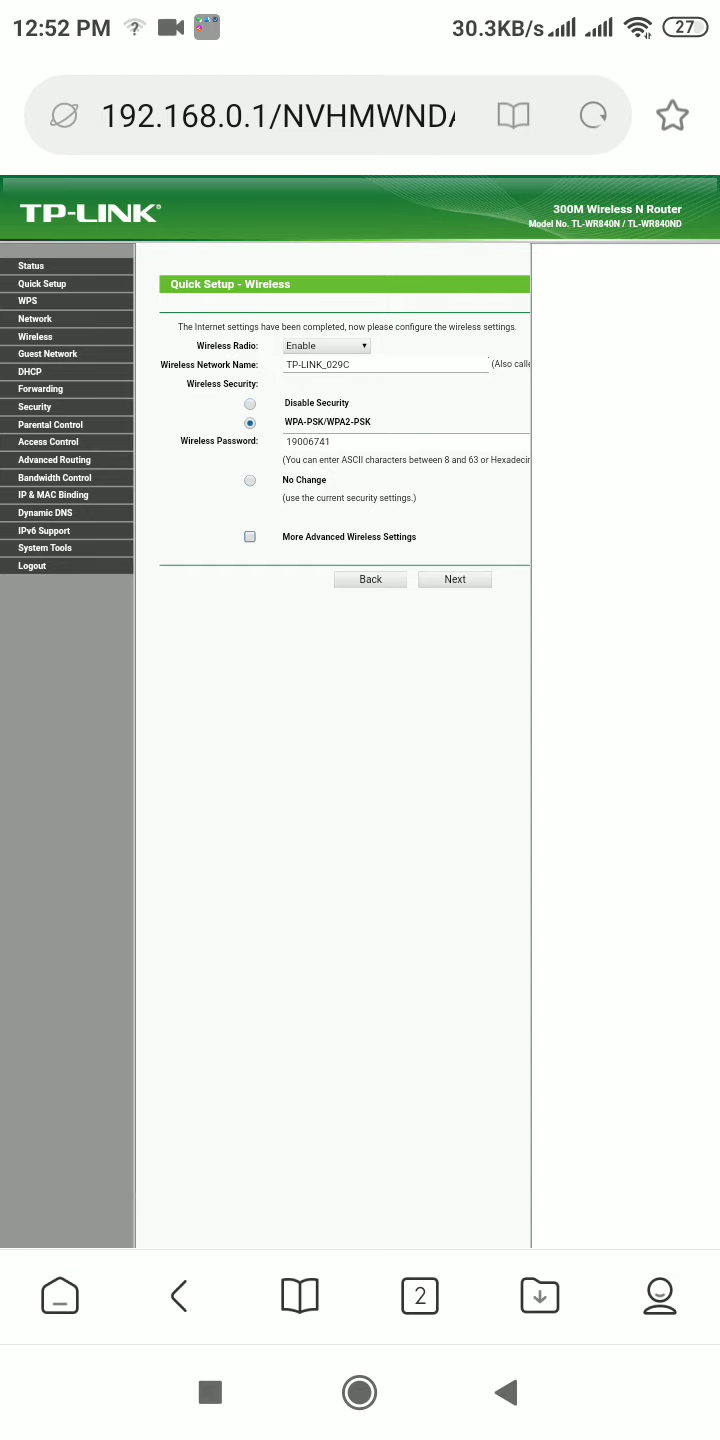 12:52 PM
30.3KB/s
27
192.168.0.1/NVHMWND
TP-LINK®
300M Wireless N Router
Model No. TL-WR840N / TL-WR840ND
Status
Quick Setup
WPS
Network
Wireless
Guest Network
DHCP
Forwarding
Security
Parental Control
Access Control
Advanced Routing
Bandwidth Control
IP & MAC Binding
Dynamic DNS
IPv6 Support
System Tools
Logout
Quick Setup - Wireless
The Internet settings have been completed, now please configure the wireless settings.
Wireless Radio: Enable
Wireless Network Name: TP-LINK_029C (Also calle
Wireless Security:
Disable Security
WPA-PSK/WPA2-PSK
Wireless Password: 19006741
(You can enter ASCII characters between 8 and 63 or Hexadecir
No Change
(use the current security settings.)
More Advanced Wireless Settings
Back Next
2